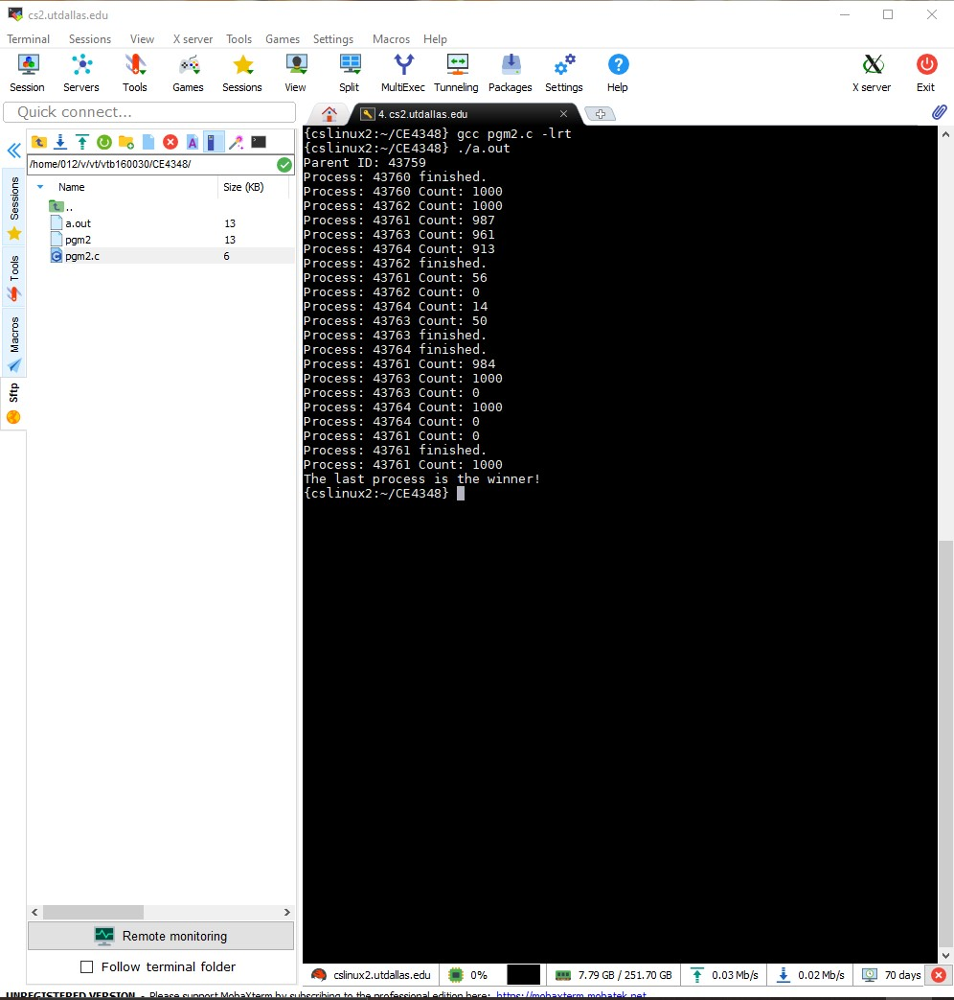 cs2.utdallas.edu
Terminal Sessions View X server Tools Games Settings Macros Help
Session Servers Tools Games Sessions View Split MultiExec Tunneling Packages Settings Help X server Exit
Quick connect...
4. cs2.utdallas.edu
/home/012/v/vt/vtb160030/CE4348/
Name Size (KB)
..
a.out 13
pgm2 13
pgm2.c 6
Sessions
Tools
Macros
Sftp
{cslinux2:~/CE4348} gcc pgm2.c -lrt
{cslinux2:~/CE4348} ./a.out
Parent ID: 43759
Process: 43760 finished.
Process: 43760 Count: 1000
Process: 43762 Count: 1000
Process: 43761 Count: 987
Process: 43763 Count: 961
Process: 43764 Count: 913
Process: 43762 finished.
Process: 43761 Count: 56
Process: 43762 Count: 0
Process: 43764 Count: 14
Process: 43763 Count: 50
Process: 43763 finished.
Process: 43764 finished.
Process: 43761 Count: 984
Process: 43763 Count: 1000
Process: 43763 Count: 0
Process: 43764 Count: 1000
Process: 43764 Count: 0
Process: 43761 Count: 0
Process: 43761 finished.
Process: 43761 Count: 1000
The last process is the winner!
{cslinux2:~/CE4348}
Remote monitoring
Follow terminal folder
cslinux2.utdallas.edu 0% 7.79 GB / 251.70 GB 0.03 Mb/s 0.02 Mb/s 70 days
UNREGISTERED VERSION - Please support MobaXterm by subscribing to the professional edition here: https://mobaxterm.mobatek.net